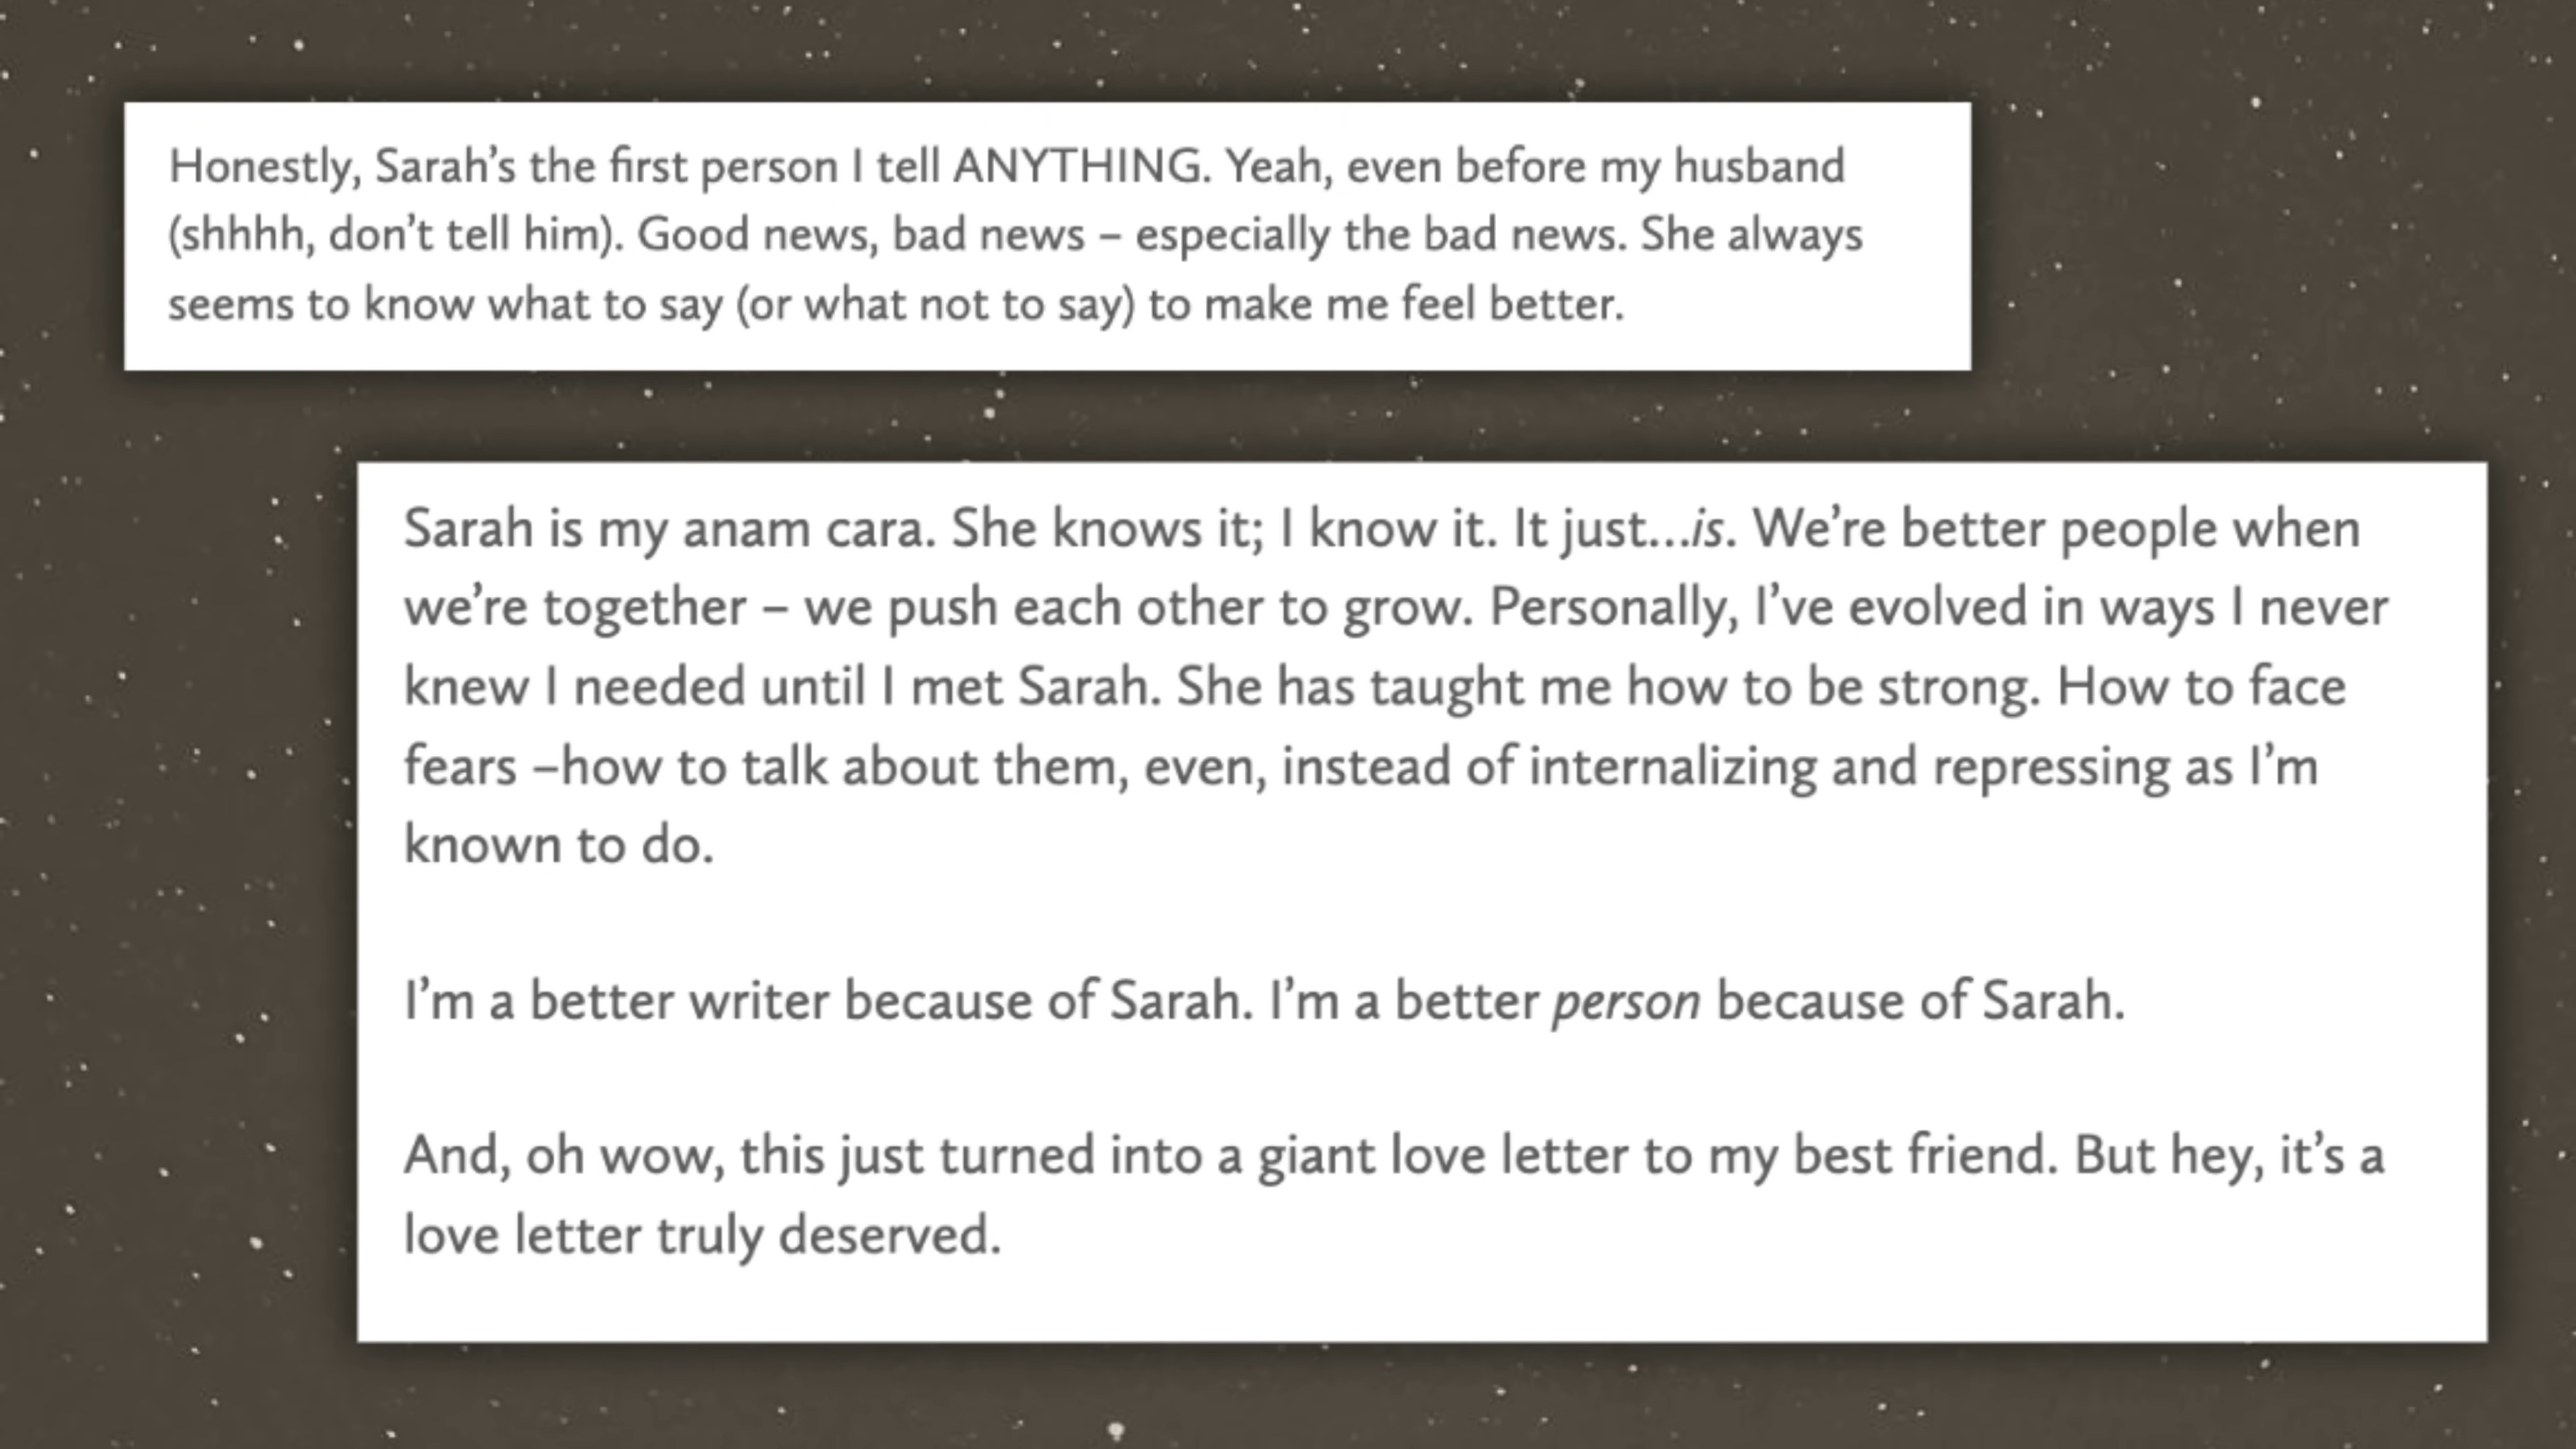 Honestly, Sarah’s the first person I tell ANYTHING. Yeah, even before my husband
(shhhh, don’t tell him). Good news, bad news – especially the bad news. She always
seems to know what to say (or what not to say) to make me feel better.
Sarah is my anam cara. She knows it; I know it. It just…is. We’re better people when
we’re together – we push each other to grow. Personally, I’ve evolved in ways I never
knew I needed until I met Sarah. She has taught me how to be strong. How to face
fears –how to talk about them, even, instead of internalizing and repressing as I’m
known to do.
I’m a better writer because of Sarah. I’m a better person because of Sarah.
And, oh wow, this just turned into a giant love letter to my best friend. But hey, it’s a
love letter truly deserved.